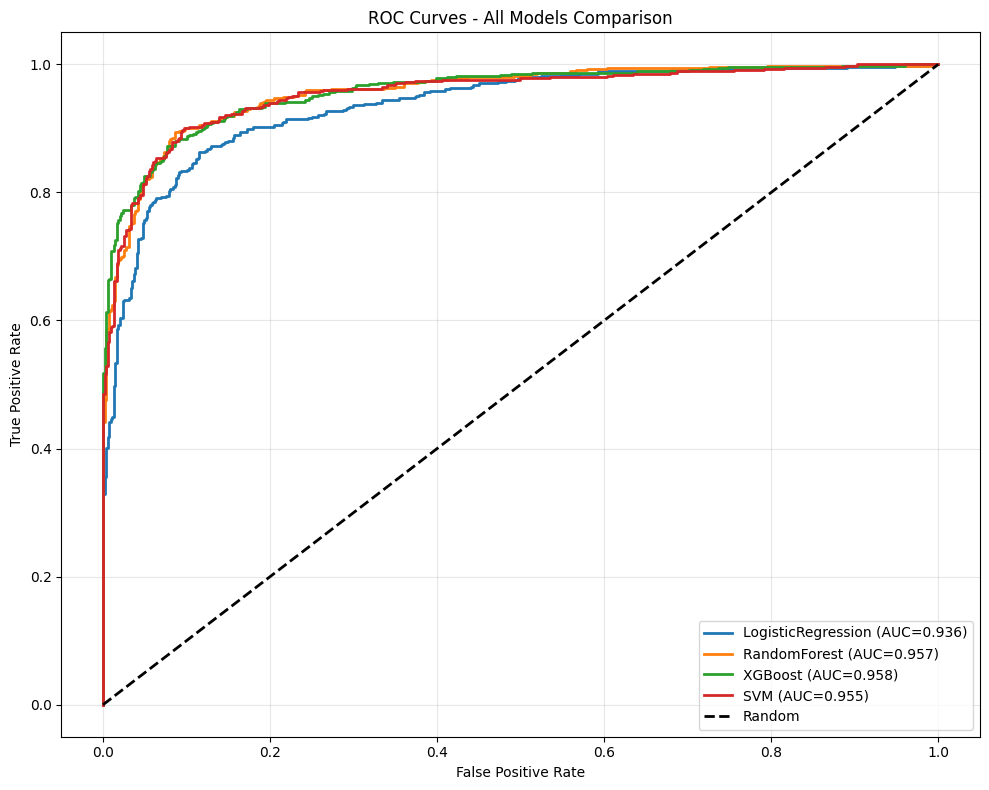 ROC Curves - All Models Comparison
1.0
0.8
0.6
0.4
0.2
0.0
True Positive Rate
0.0 0.2 0.4 0.6 0.8 1.0
False Positive Rate
LogisticRegression (AUC=0.936)
RandomForest (AUC=0.957)
XGBoost (AUC=0.958)
SVM (AUC=0.955)
Random